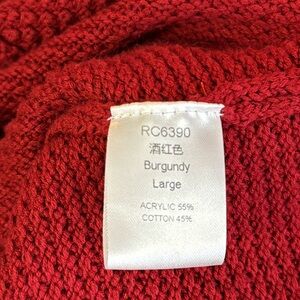 RC6390
酒红色
Burgundy
Large
ACRYLIC 55%
COTTON 45%